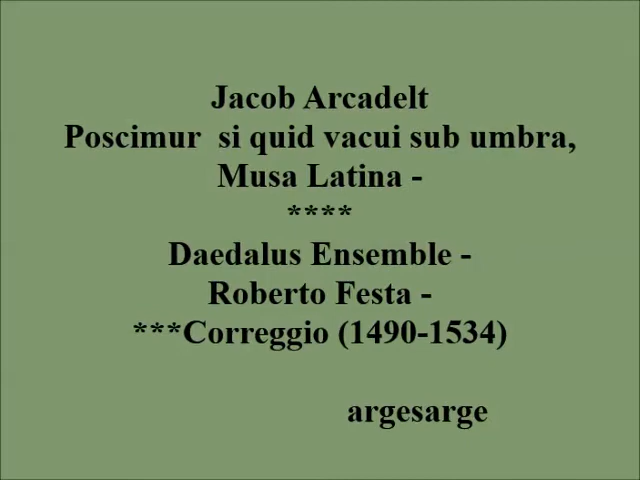 Jacob Arcadelt
Poscimur  si quid vacui sub umbra,
Musa Latina -
****
Daedalus Ensemble -
Roberto Festa -
***Correggio (1490-1534)
argesarge